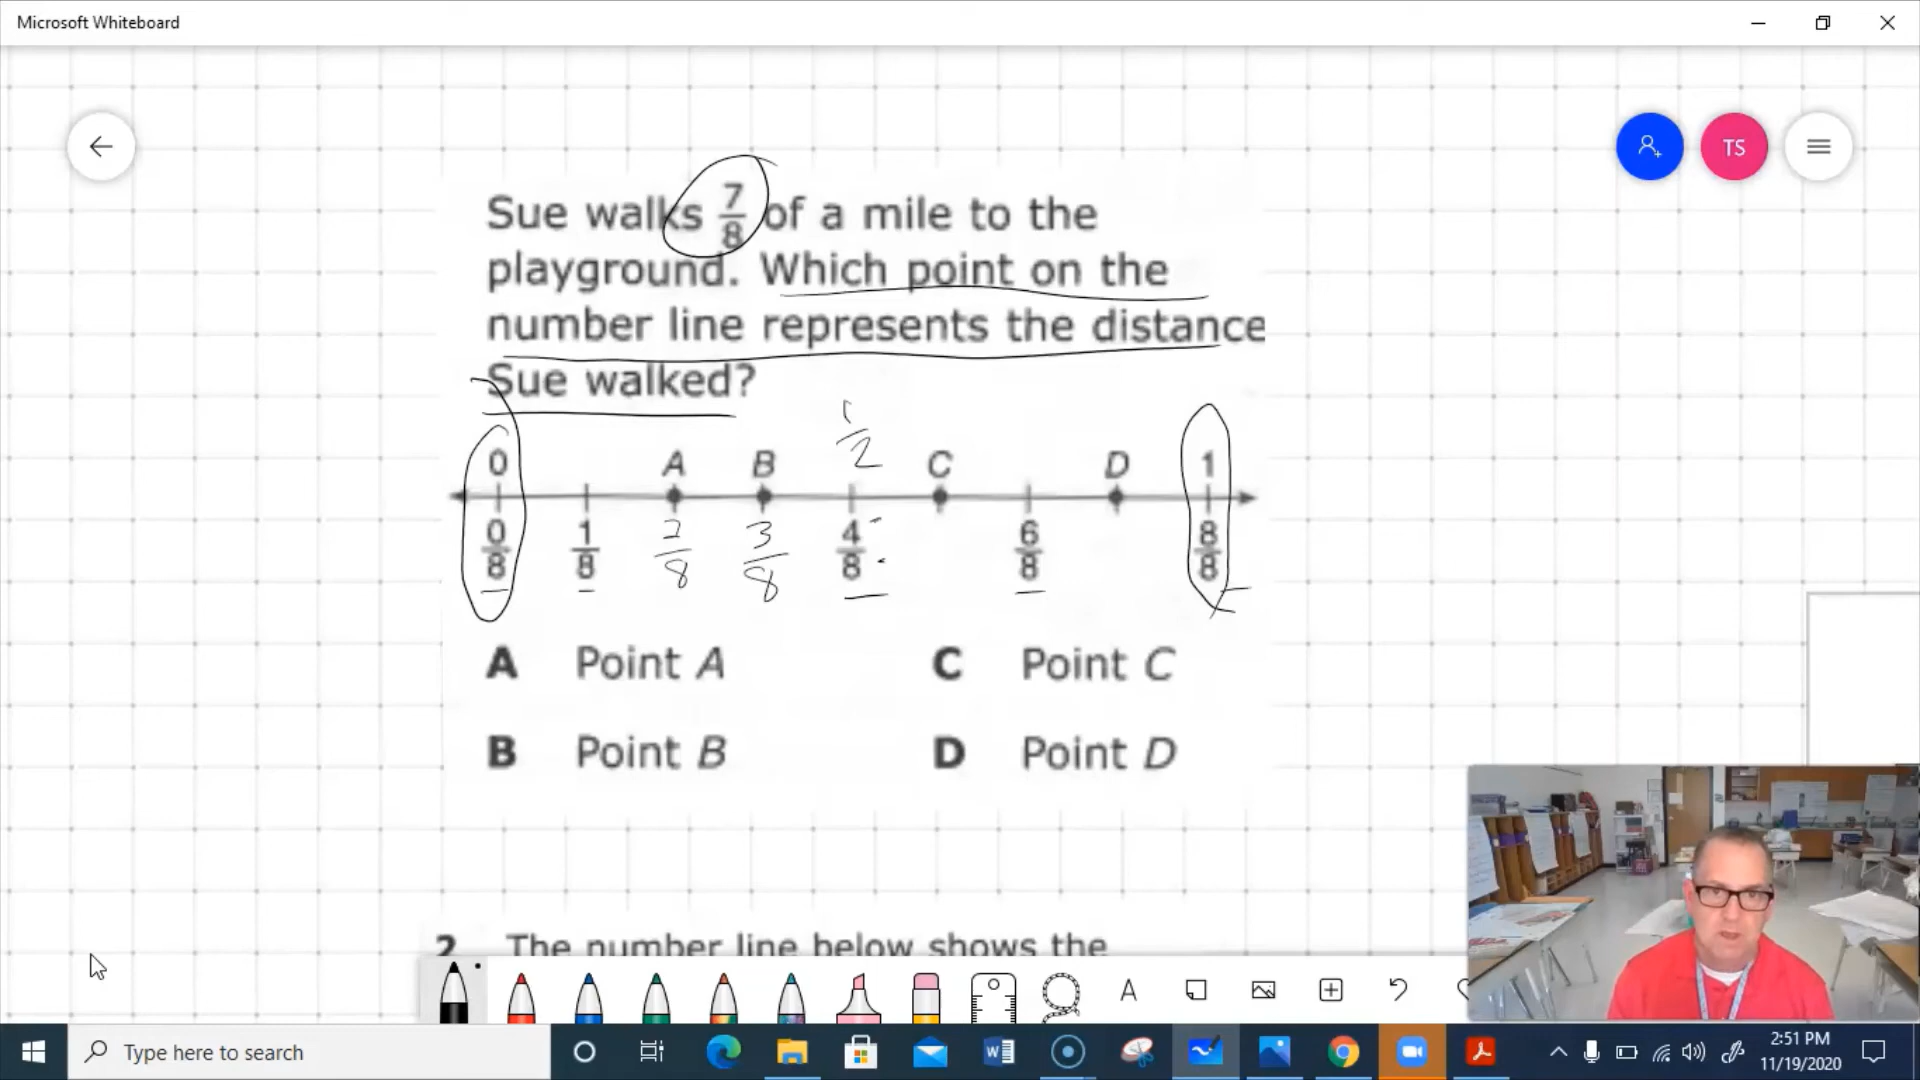 Microsoft Whiteboard
TS
Sue walks 7/8 of a mile to the
playground. Which point on the
number line represents the distance
Sue walked?
1/2
0 A B C D 1
0/8 1/8 2/8 3/8 4/8 6/8 8/8
A Point A C Point C
B Point B D Point D
2 The number line below shows the
A
Type here to search
2:51 PM
11/19/2020